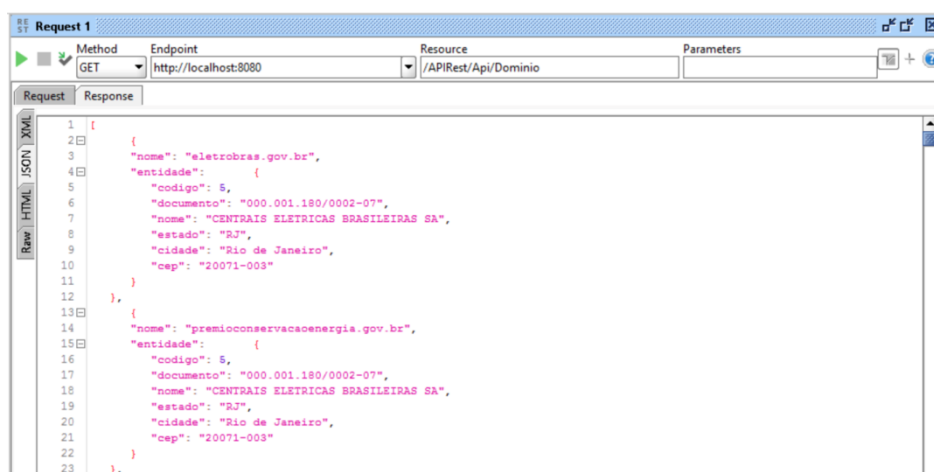 RE ST Request 1
Method Endpoint Resource Parameters
GET http://localhost:8080 /APIRest/Api/Dominio
Request Response
XML
JSON
HTML
Raw
1 [
2 {
3 "nome": "eletrobras.gov.br",
4 "entidade": {
5 "codigo": 5,
6 "documento": "000.001.180/0002-07",
7 "nome": "CENTRAIS ELETRICAS BRASILEIRAS SA",
8 "estado": "RJ",
9 "cidade": "Rio de Janeiro",
10 "cep": "20071-003"
11 }
12 },
13 {
14 "nome": "premioconservacaoenergia.gov.br",
15 "entidade": {
16 "codigo": 5,
17 "documento": "000.001.180/0002-07",
18 "nome": "CENTRAIS ELETRICAS BRASILEIRAS SA",
19 "estado": "RJ",
20 "cidade": "Rio de Janeiro",
21 "cep": "20071-003"
22 }
23 },